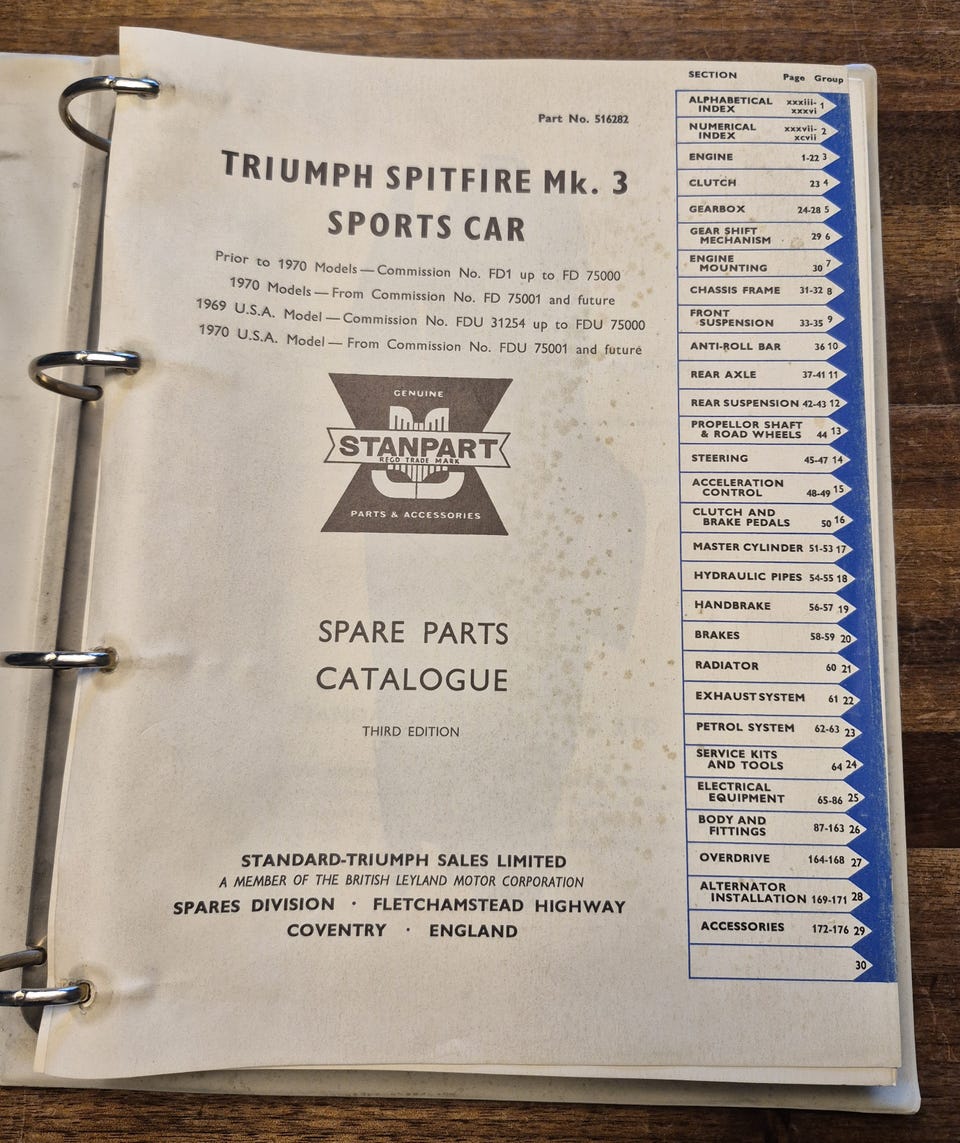 Part No. 516282
TRIUMPH SPITFIRE Mk. 3
SPORTS CAR
Prior to 1970 Models — Commission No. FD1 up to FD 75000
1970 Models — From Commission No. FD 75001 and future
1969 U.S.A. Model — Commission No. FDU 31254 up to FDU 75000
1970 U.S.A. Model — From Commission No. FDU 75001 and future
GENUINE
STANPART
REGD TRADE MARK
PARTS & ACCESSORIES
SPARE PARTS
CATALOGUE
THIRD EDITION
STANDARD-TRIUMPH SALES LIMITED
A MEMBER OF THE BRITISH LEYLAND MOTOR CORPORATION
SPARES DIVISION · FLETCHAMSTEAD HIGHWAY
COVENTRY · ENGLAND
SECTION Page Group
ALPHABETICAL xxxiii- 1
INDEX xxxvi
NUMERICAL xxxvii- 2
INDEX xcvii
ENGINE 1-22 3
CLUTCH 23 4
GEARBOX 24-28 5
GEAR SHIFT
MECHANISM 29 6
ENGINE
MOUNTING 30 7
CHASSIS FRAME 31-32 8
FRONT
SUSPENSION 33-35 9
ANTI-ROLL BAR 36 10
REAR AXLE 37-41 11
REAR SUSPENSION 42-43 12
PROPELLOR SHAFT
& ROAD WHEELS 44 13
STEERING 45-47 14
ACCELERATION
CONTROL 48-49 15
CLUTCH AND
BRAKE PEDALS 50 16
MASTER CYLINDER 51-53 17
HYDRAULIC PIPES 54-55 18
HANDBRAKE 56-57 19
BRAKES 58-59 20
RADIATOR 60 21
EXHAUST SYSTEM 61 22
PETROL SYSTEM 62-63 23
SERVICE KITS
AND TOOLS 64 24
ELECTRICAL
EQUIPMENT 65-86 25
BODY AND
FITTINGS 87-163 26
OVERDRIVE 164-168 27
ALTERNATOR
INSTALLATION 169-171 28
ACCESSORIES 172-176 29
30